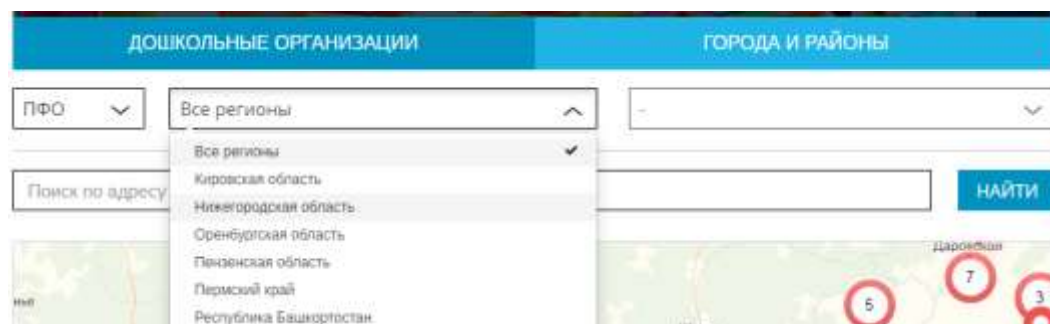 ДОШКОЛЬНЫЕ ОРГАНИЗАЦИИ
ГОРОДА И РАЙОНЫ
ПФО
Все регионы
-
Все регионы
Кировская область
Поиск по адресу
НАЙТИ
Нижегородская область
Оренбургская область
Пензенская область
Пермский край
Республика Башкортостан
7
3
6